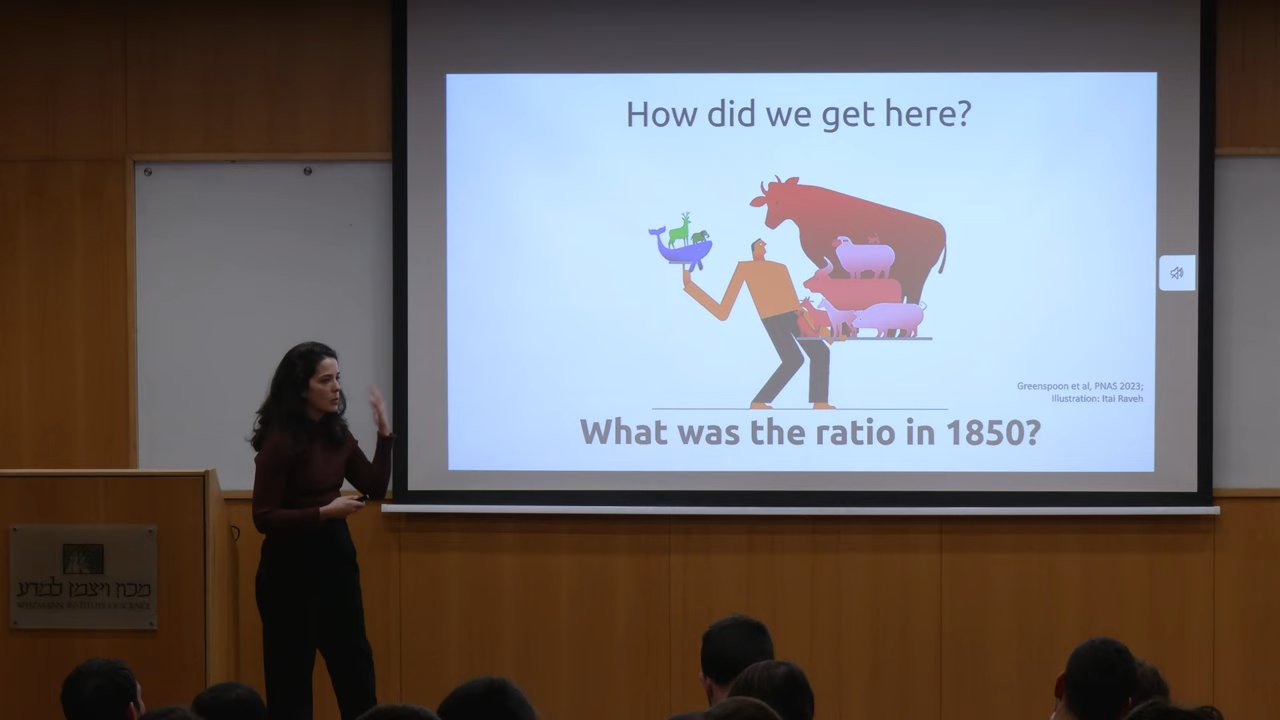 How did we get here?
Greenspoon et al, PNAS 2023;
Illustration: Itai Raveh
What was the ratio in 1850?
מכון ויצמן למדע
WEIZMANN INSTITUTE OF SCIENCE